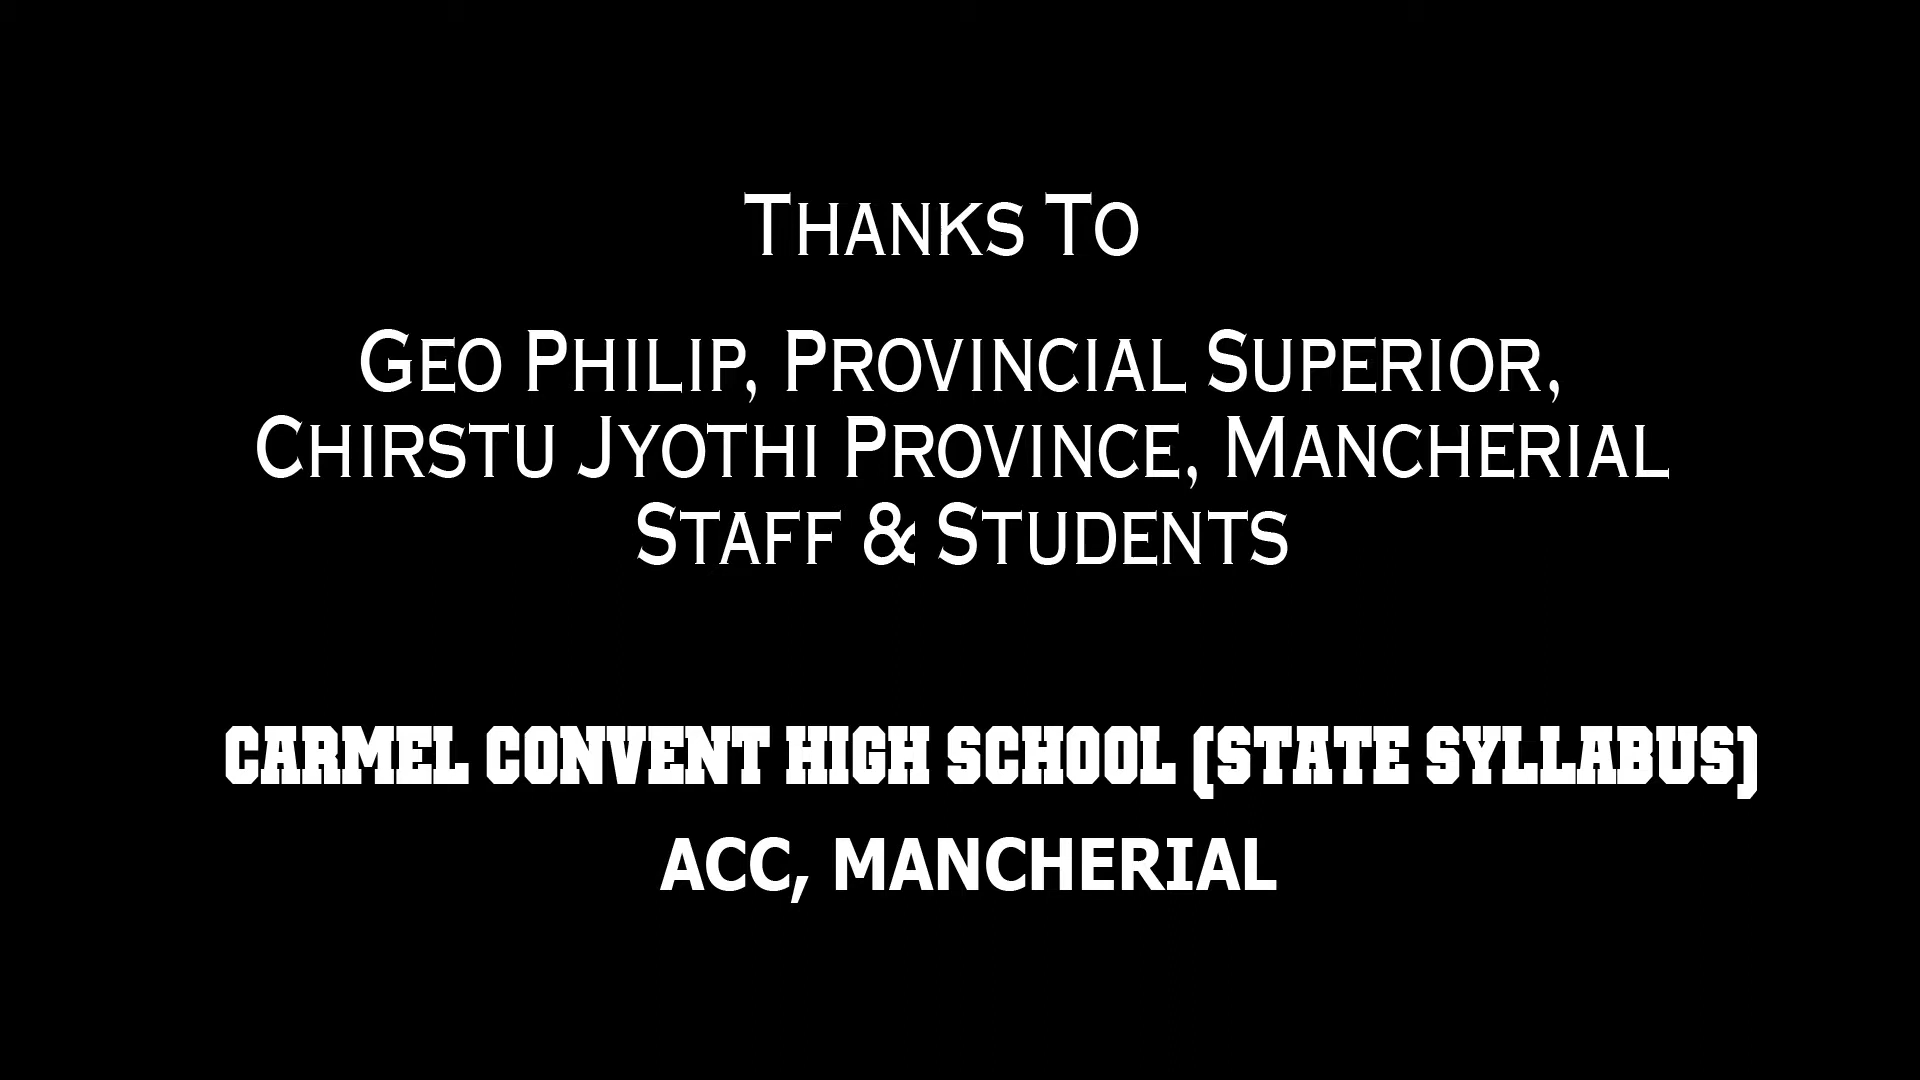 Thanks To
Geo Philip, Provincial Superior,
Chirstu Jyothi Province, Mancherial
Staff & Students
CARMEL CONVENT HIGH SCHOOL (STATE SYLLABUS)
ACC, MANCHERIAL